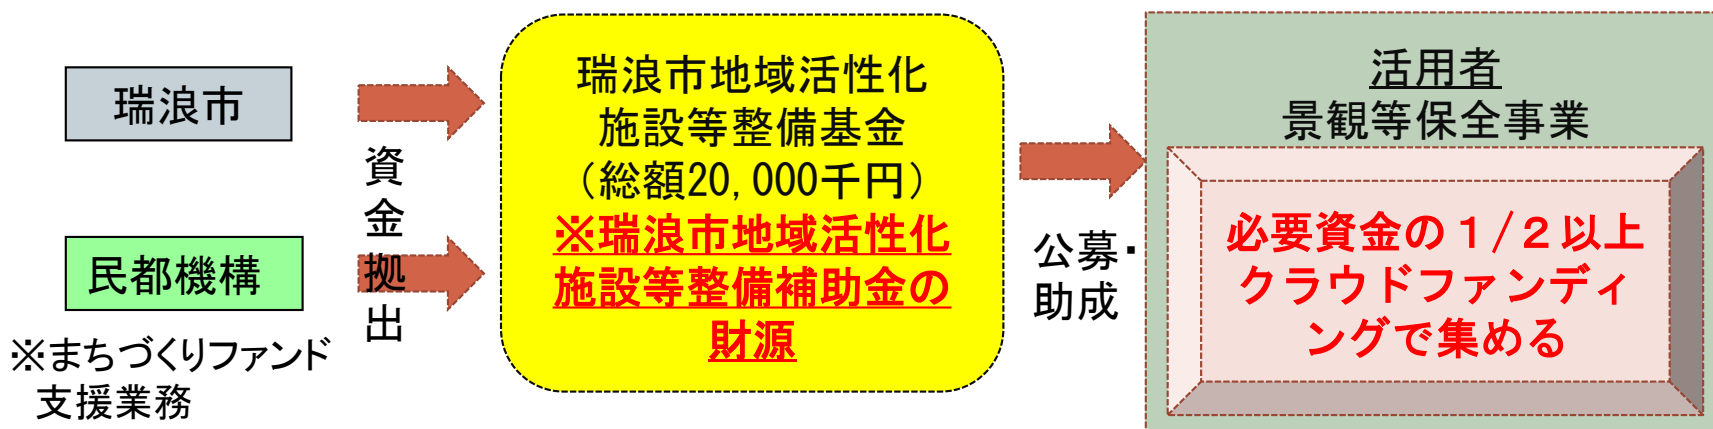 瑞浪市
民都機構
※まちづくりファンド
支援業務
資金拠出
瑞浪市地域活性化
施設等整備基金
（総額20,000千円）
※瑞浪市地域活性化
施設等整備補助金の
財源
公募・
助成
活用者
景観等保全事業
必要資金の１/２以上
クラウドファンディ
ングで集める